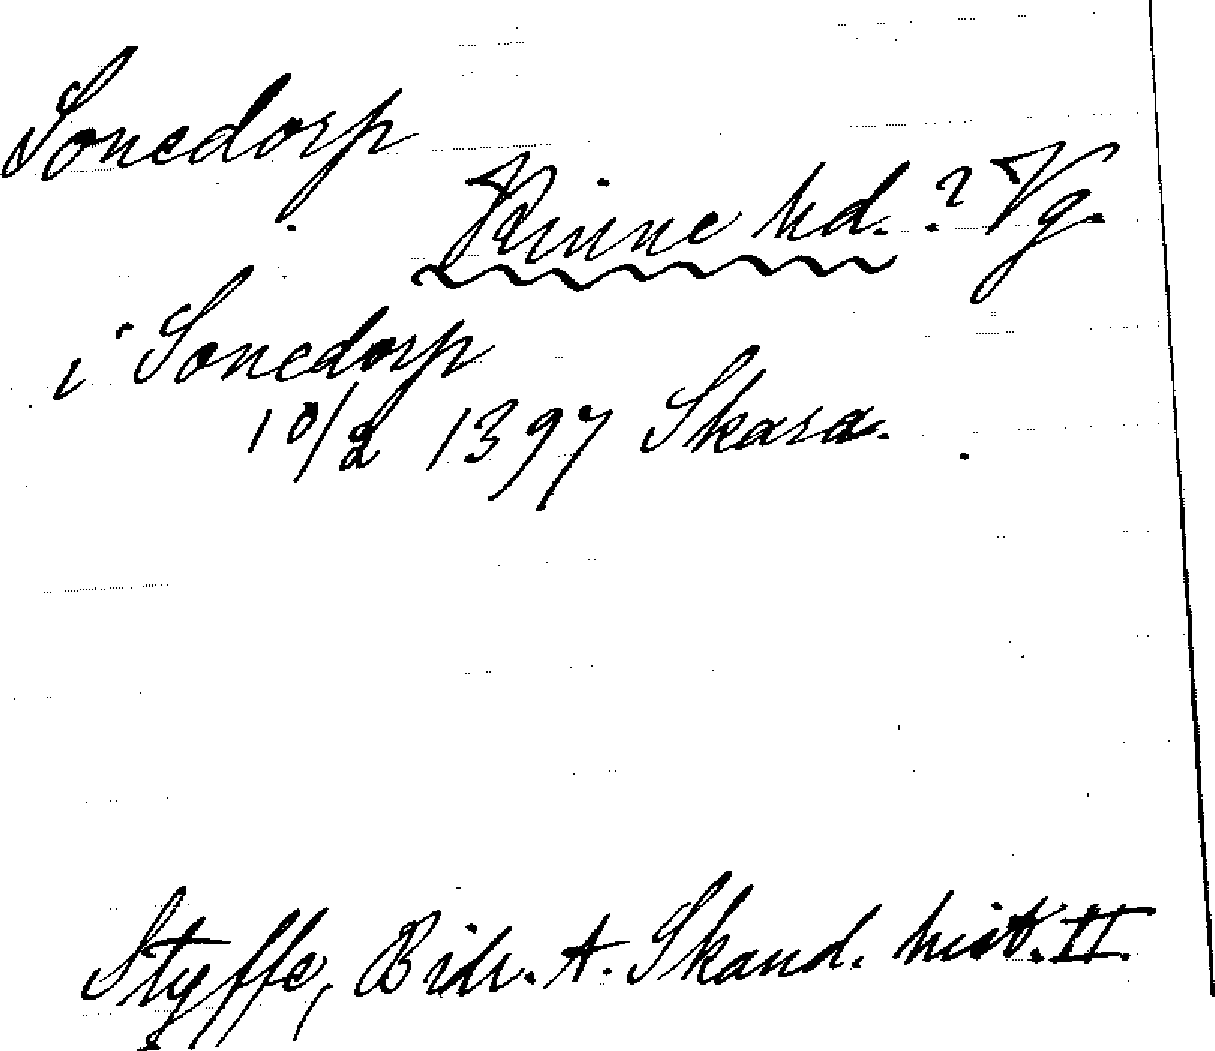 Sonedorp
Kinne hd. ? Vg.
i Sonedorp
10/2 1397 Skara.
Styffe, Bidr. t. Skand. hist. II.